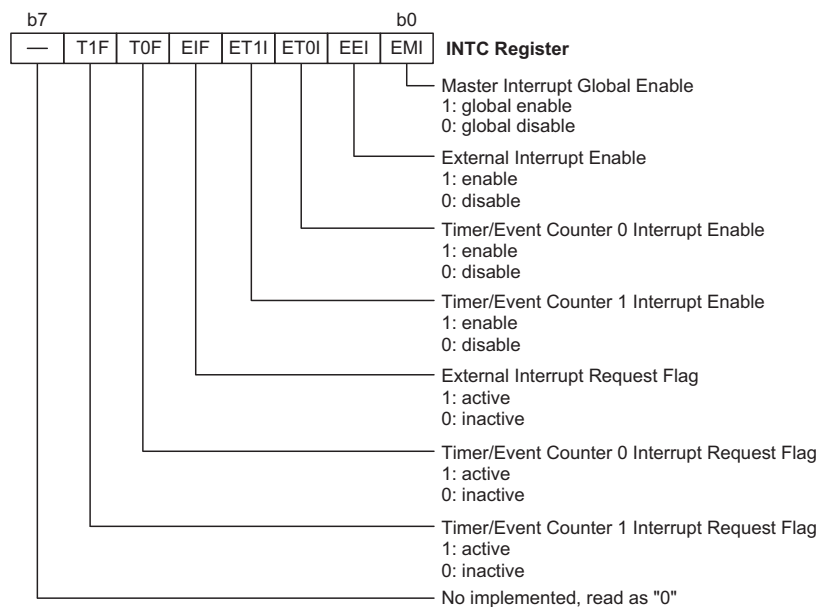 b7 b0
— T1F T0F EIF ET1I ET0I EEI EMI INTC Register
Master Interrupt Global Enable
1: global enable
0: global disable
External Interrupt Enable
1: enable
0: disable
Timer/Event Counter 0 Interrupt Enable
1: enable
0: disable
Timer/Event Counter 1 Interrupt Enable
1: enable
0: disable
External Interrupt Request Flag
1: active
0: inactive
Timer/Event Counter 0 Interrupt Request Flag
1: active
0: inactive
Timer/Event Counter 1 Interrupt Request Flag
1: active
0: inactive
No implemented, read as "0"